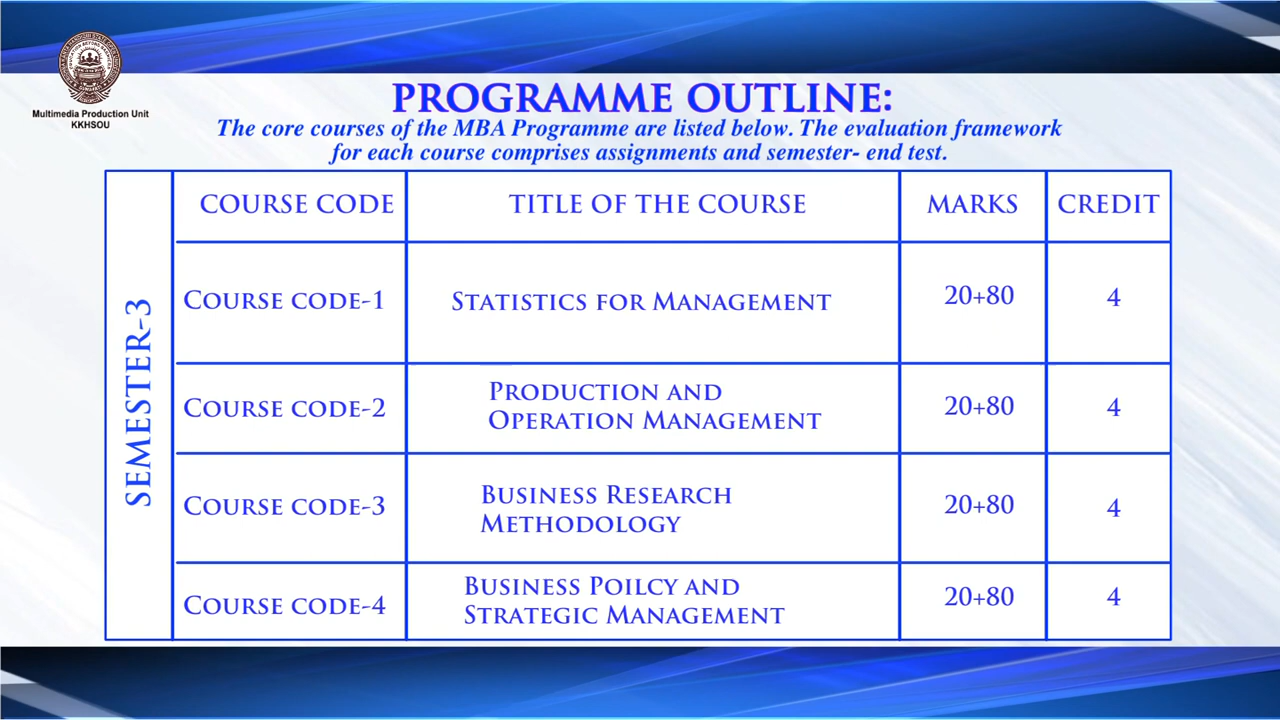 Multimedia Production Unit
KKHSOU
PROGRAMME OUTLINE:
The core courses of the MBA Programme are listed below. The evaluation framework
for each course comprises assignments and semester- end test.
SEMESTER-3
COURSE CODE TITLE OF THE COURSE MARKS CREDIT
COURSE CODE-1 STATISTICS FOR MANAGEMENT 20+80 4
COURSE CODE-2 PRODUCTION AND
OPERATION MANAGEMENT 20+80 4
COURSE CODE-3 BUSINESS RESEARCH
METHODOLOGY 20+80 4
COURSE CODE-4 BUSINESS POILCY AND
STRATEGIC MANAGEMENT 20+80 4